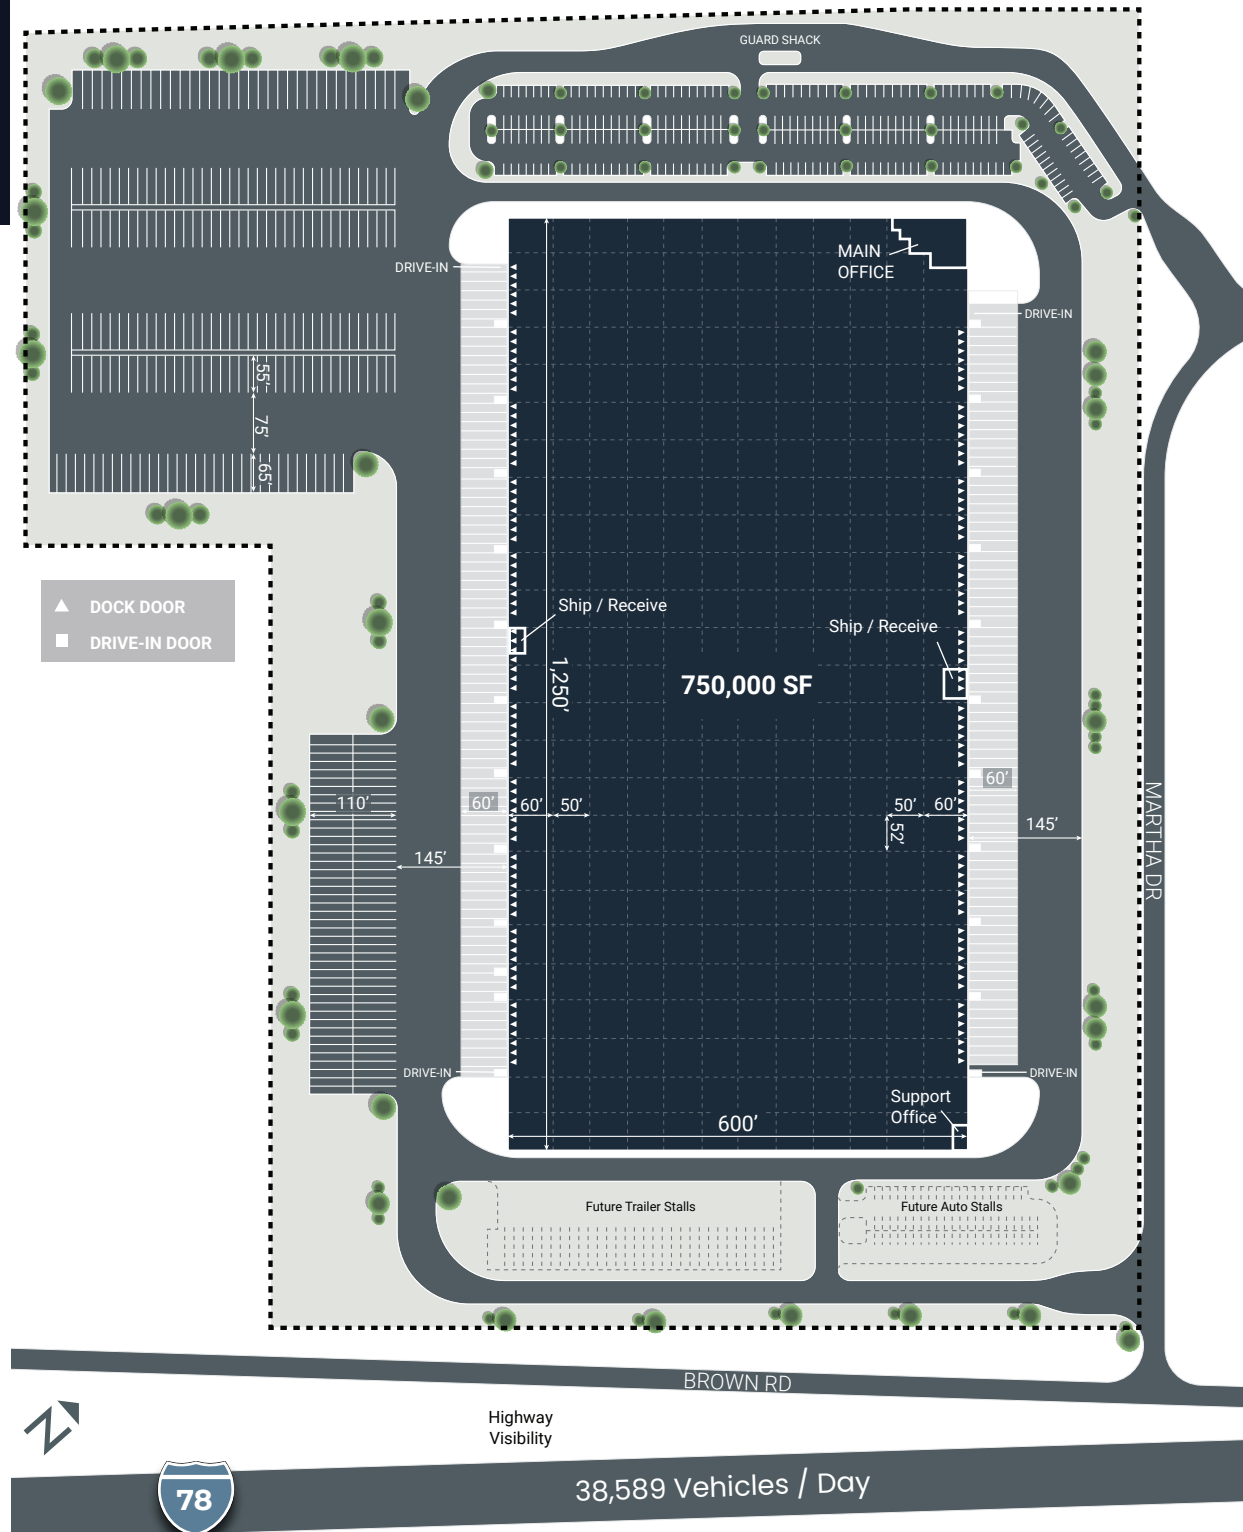 GUARD SHACK
MAIN
OFFICE
DRIVE-IN
DRIVE-IN
55'
75'
65'
DOCK DOOR
DRIVE-IN DOOR
Ship / Receive
Ship / Receive
1,250'
750,000 SF
60'
110'
60'
60'
50'
50'
60'
52'
145'
145'
MARTHA DR
DRIVE-IN
DRIVE-IN
Support
Office
600'
Future Trailer Stalls
Future Auto Stalls
BROWN RD
N
Highway
Visibility
78
38,589 Vehicles / Day